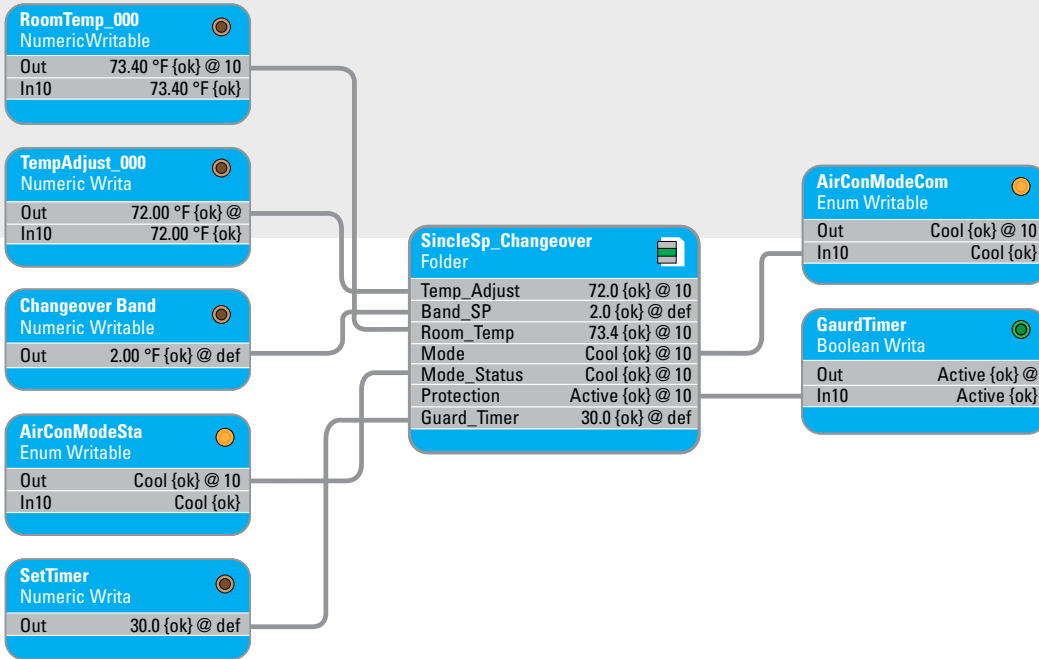 RoomTemp_000
NumericWritable
Out 73.40 °F {ok} @ 10
In10 73.40 °F {ok}
TempAdjust_000
Numeric Writa
Out 72.00 °F {ok} @
In10 72.00 °F {ok}
Changeover Band
Numeric Writable
Out 2.00 °F {ok} @ def
AirConModeSta
Enum Writable
Out Cool {ok} @ 10
In10 Cool {ok}
SetTimer
Numeric Writa
Out 30.0 {ok} @ def
SincleSp_Changeover
Folder
Temp_Adjust 72.0 {ok} @ 10
Band_SP 2.0 {ok} @ def
Room_Temp 73.4 {ok} @ 10
Mode Cool {ok} @ 10
Mode_Status Cool {ok} @ 10
Protection Active {ok} @ 10
Guard_Timer 30.0 {ok} @ def
AirConModeCom
Enum Writable
Out Cool {ok} @ 10
In10 Cool {ok}
GaurdTimer
Boolean Writa
Out Active {ok} @
In10 Active {ok}